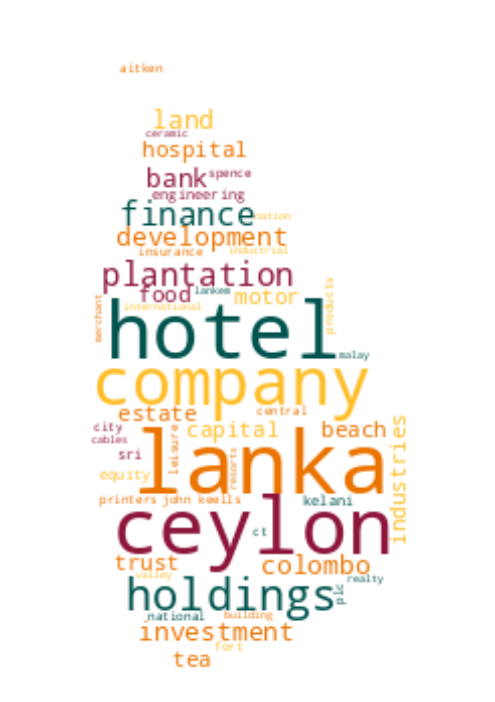 aitken
land
ceramic
hospital
bank spence
engineering
finance nation
development
insurance industrial
plantation
food lankem motor
merchant international products
hotel
malay
company
estate central
city capital beach
cables leisure
sri resorts industries
lanka
equity
printers john keells kelani
ceylon
ct
trust colombo
valley realty
holdings plc
national building
investment
fort
tea